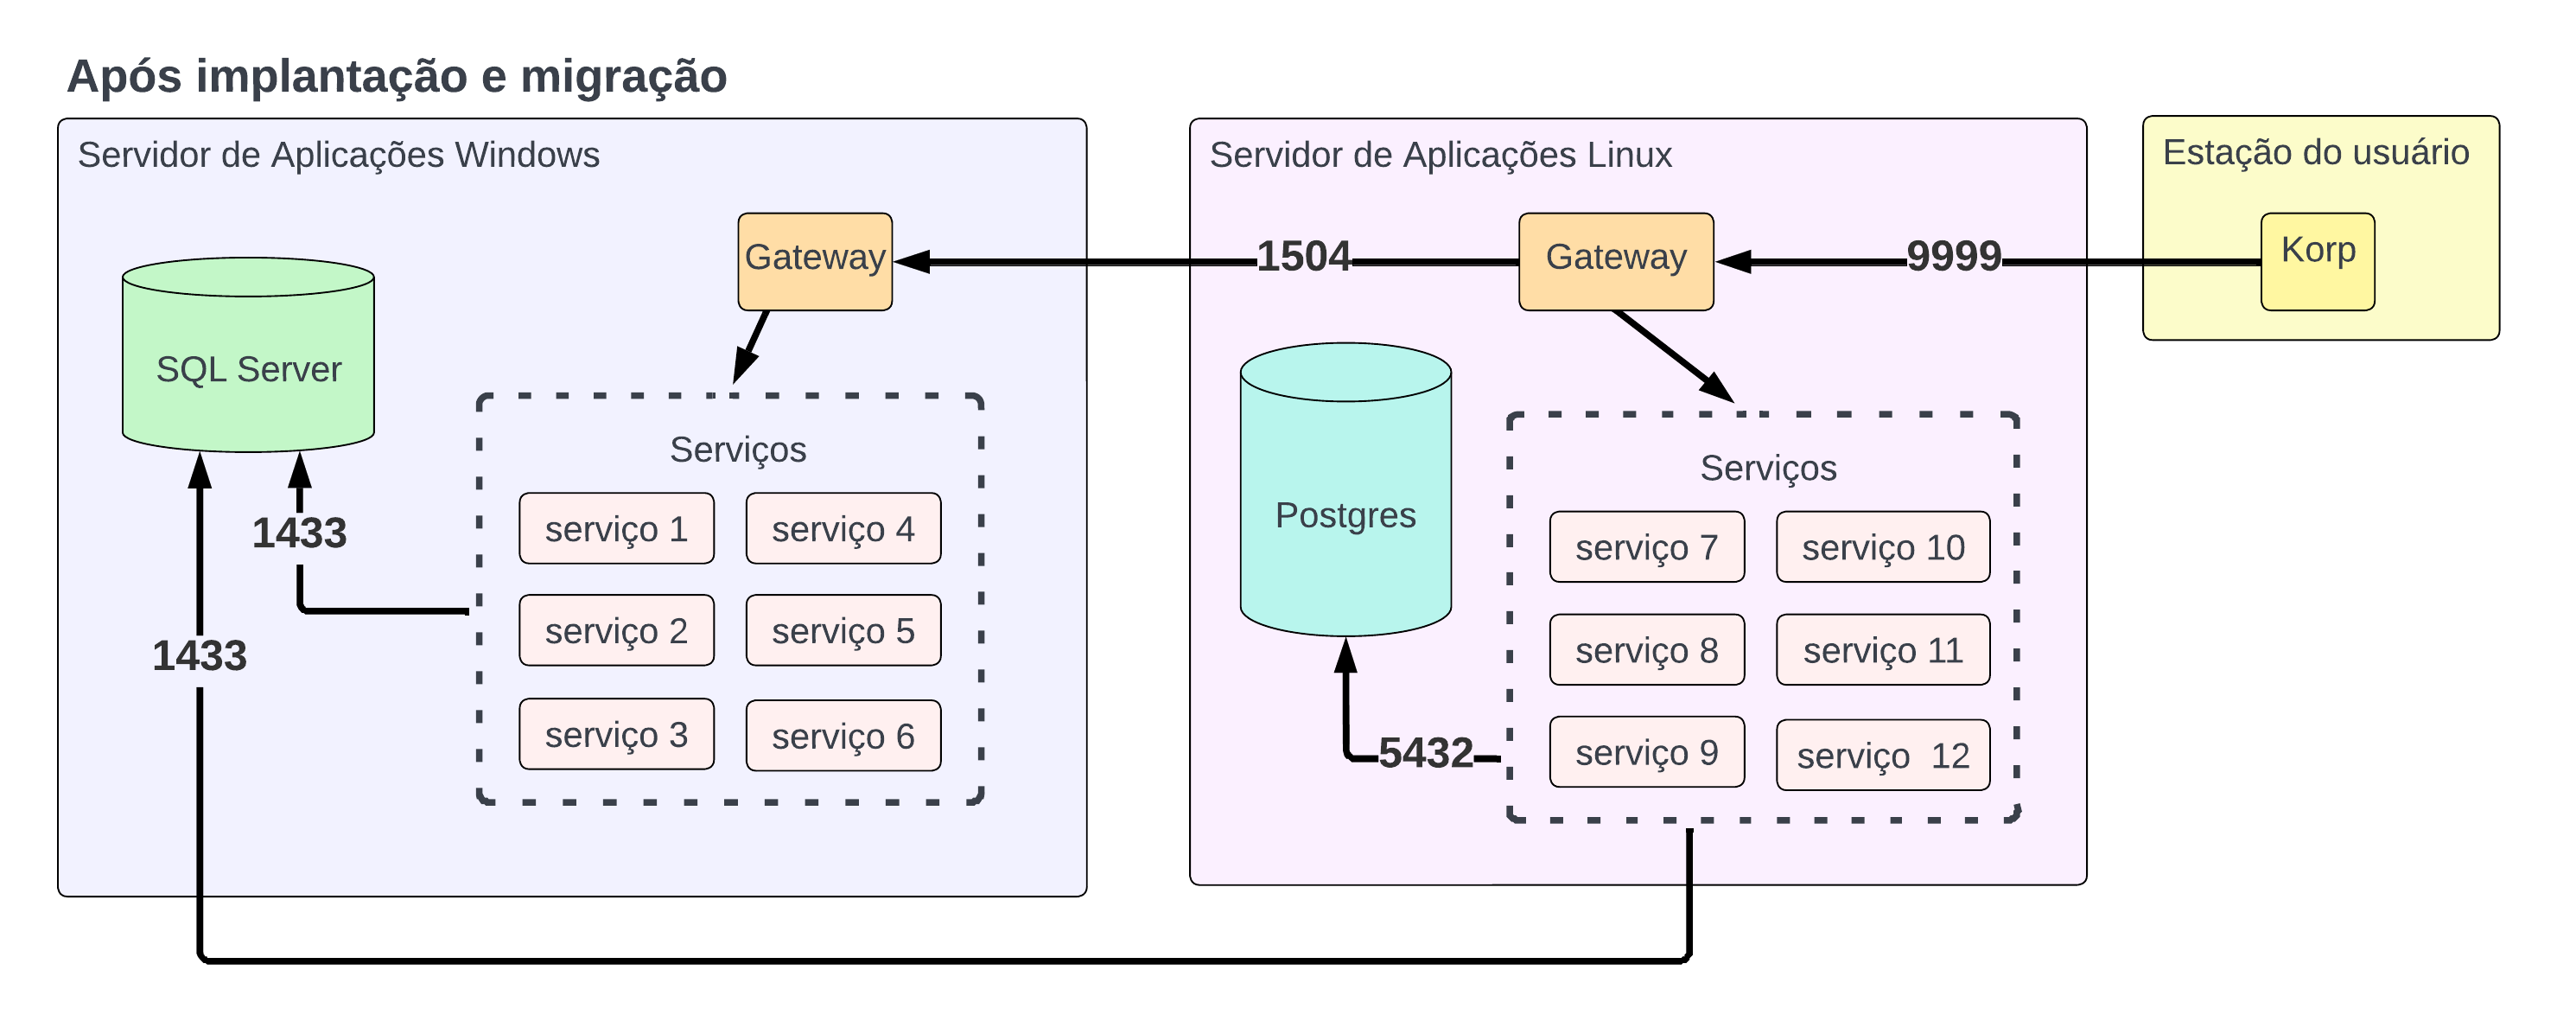 Após implantação e migração
Servidor de Aplicações Windows
SQL Server
Gateway
1433
1433
Serviços
serviço 1
serviço 4
serviço 2
serviço 5
serviço 3
serviço 6
1504
Servidor de Aplicações Linux
Gateway
Postgres
5432
Serviços
serviço 7
serviço 10
serviço 8
serviço 11
serviço 9
serviço  12
9999
Estação do usuário
Korp